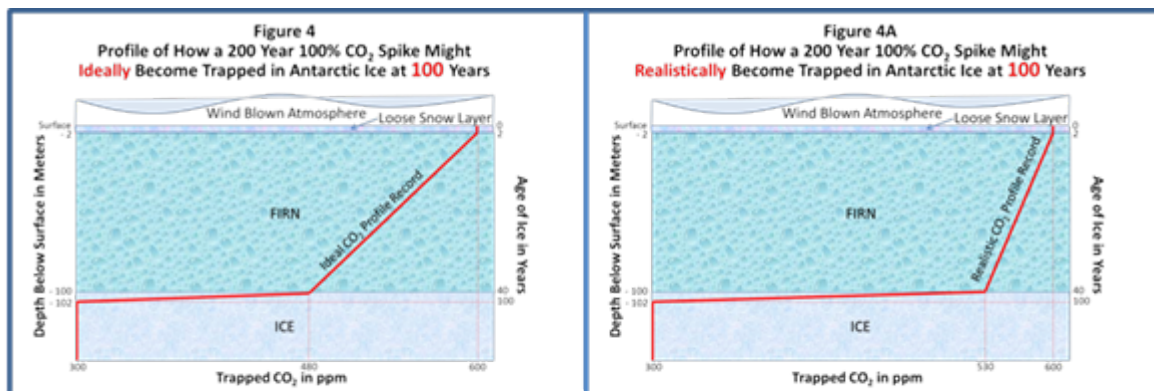 Figure 4
Profile of How a 200 Year 100% CO₂ Spike Might
Ideally Become Trapped in Antarctic Ice at 100 Years
Wind Blown Atmosphere
Surface
Loose Snow Layer
0
- 2
2
Depth Below Surface in Meters
FIRN
Ideal CO₂ Profile Record
Age of Ice in Years
- 100
40
- 102
100
ICE
300
480
600
Trapped CO₂ in ppm
Figure 4A
Profile of How a 200 Year 100% CO₂ Spike Might
Realistically Become Trapped in Antarctic Ice at 100 Years
Wind Blown Atmosphere
Surface
Loose Snow Layer
0
- 2
2
Depth Below Surface in Meters
FIRN
Realistic CO₂ Profile Record
Age of Ice in Years
- 100
40
- 102
100
ICE
300
530
600
Trapped CO₂ in ppm